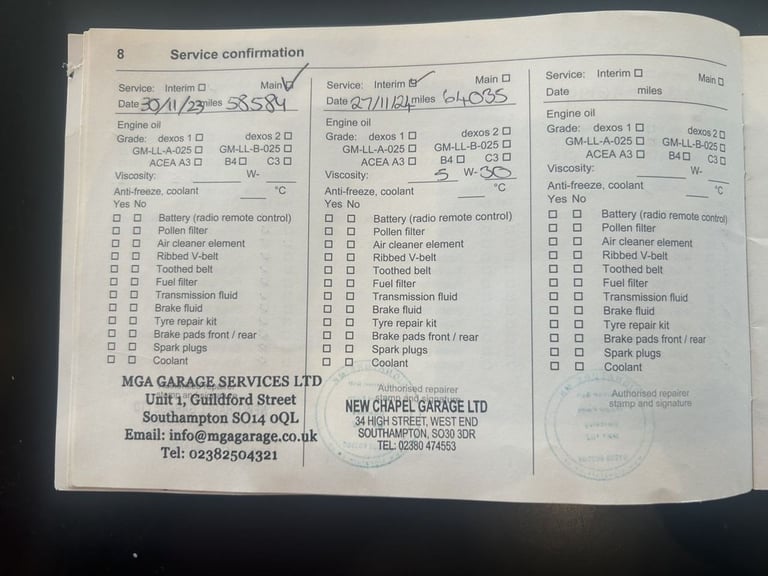 8 Service confirmation
Service: Interim ☐ Main ☑
Date 30/11/23 miles 58584
Engine oil
Grade: dexos 1 ☐ dexos 2 ☐
GM-LL-A-025 ☐ GM-LL-B-025 ☐
ACEA A3 ☐ B4 ☐ C3 ☐
Viscosity: ____ W- ____
Anti-freeze, coolant ____ °C
Yes No
☐ ☐ Battery (radio remote control)
☐ ☐ Pollen filter
☐ ☐ Air cleaner element
☐ ☐ Ribbed V-belt
☐ ☐ Toothed belt
☐ ☐ Fuel filter
☐ ☐ Transmission fluid
☐ ☐ Brake fluid
☐ ☐ Tyre repair kit
☐ ☐ Brake pads front / rear
☐ ☐ Spark plugs
☐ ☐ Coolant
MGA GARAGE SERVICES LTD
Unit 1, Guildford Street
Southampton SO14 0QL
Email: info@mgagarage.co.uk
Tel: 02382504321
Service: Interim ☑ Main ☐
Date 27/11/24 miles 64035
Engine oil
Grade: dexos 1 ☐ dexos 2 ☐
GM-LL-A-025 ☐ GM-LL-B-025 ☐
ACEA A3 ☐ B4 ☐ C3 ☐
Viscosity: 5 W- 30
Anti-freeze, coolant ____ °C
Yes No
☐ ☐ Battery (radio remote control)
☐ ☐ Pollen filter
☐ ☐ Air cleaner element
☐ ☐ Ribbed V-belt
☐ ☐ Toothed belt
☐ ☐ Fuel filter
☐ ☐ Transmission fluid
☐ ☐ Brake fluid
☐ ☐ Tyre repair kit
☐ ☐ Brake pads front / rear
☐ ☐ Spark plugs
☐ ☐ Coolant
Authorised repairer
stamp and signature
NEW CHAPEL GARAGE LTD
34 HIGH STREET, WEST END
SOUTHAMPTON, SO30 3DR
TEL: 02380 474553
Service: Interim ☐ Main ☐
Date miles
Engine oil
Grade: dexos 1 ☐ dexos 2 ☐
GM-LL-A-025 ☐ GM-LL-B-025 ☐
ACEA A3 ☐ B4 ☐ C3 ☐
Viscosity: ____ W- ____
Anti-freeze, coolant ____ °C
Yes No
☐ ☐ Battery (radio remote control)
☐ ☐ Pollen filter
☐ ☐ Air cleaner element
☐ ☐ Ribbed V-belt
☐ ☐ Toothed belt
☐ ☐ Fuel filter
☐ ☐ Transmission fluid
☐ ☐ Brake fluid
☐ ☐ Tyre repair kit
☐ ☐ Brake pads front / rear
☐ ☐ Spark plugs
☐ ☐ Coolant
Authorised repairer
stamp and signature